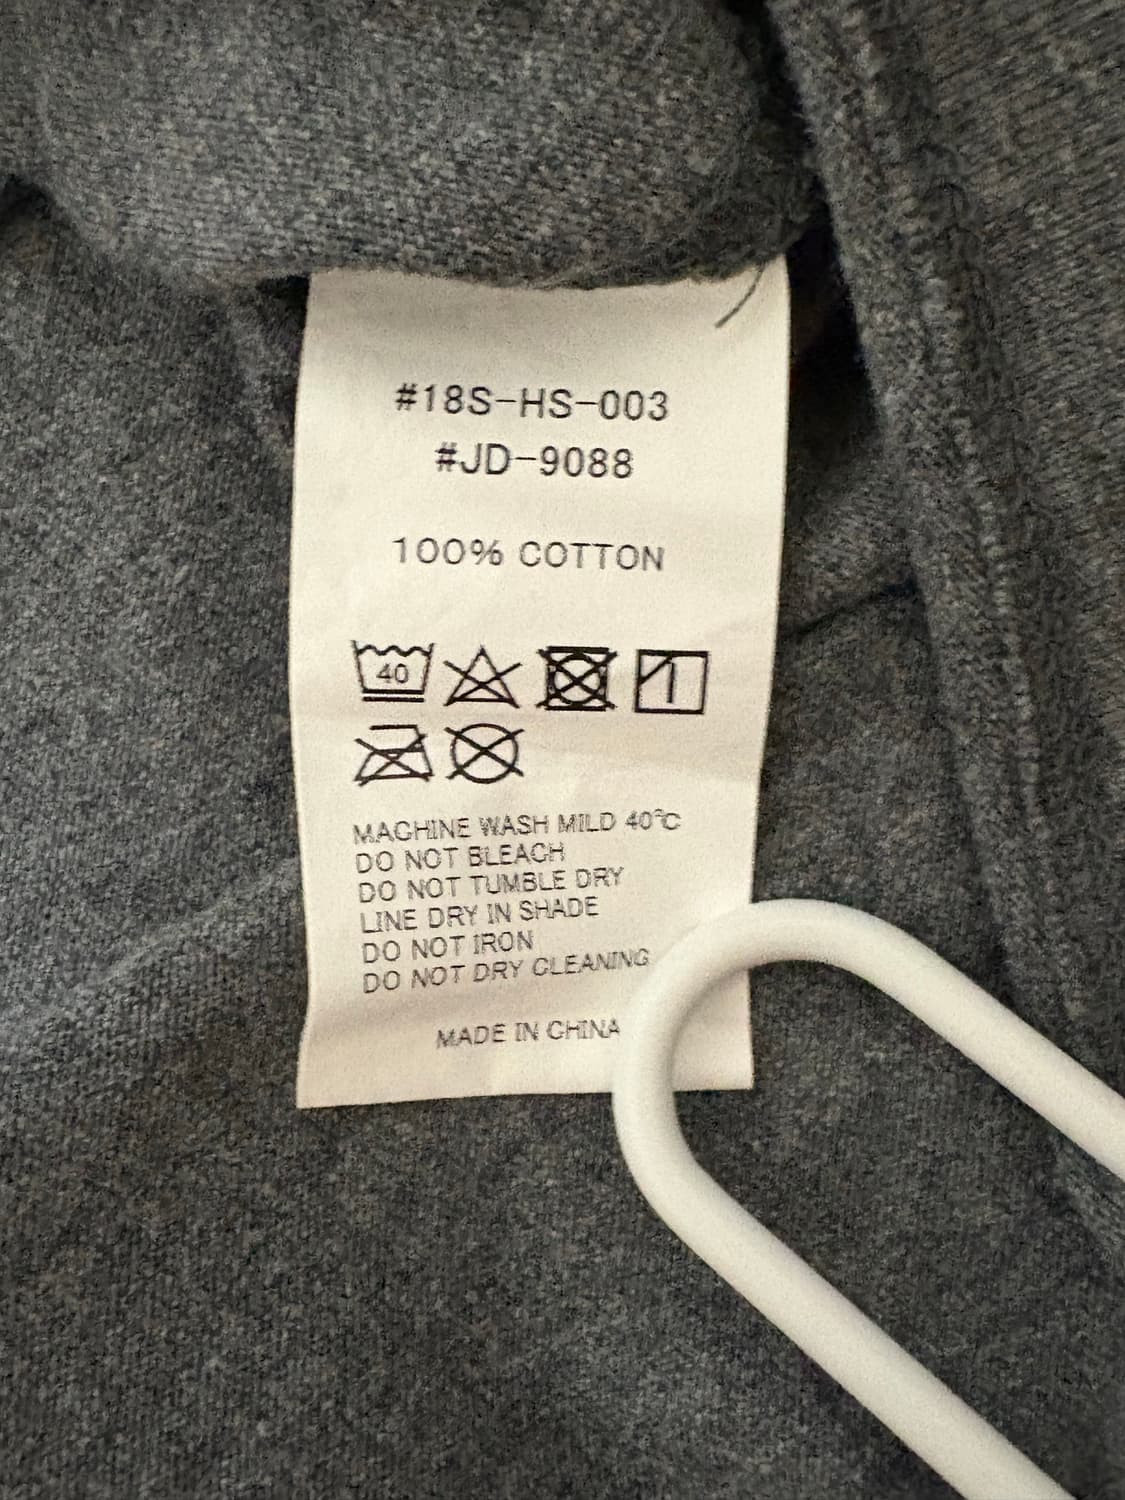 #18S-HS-003
#JD-9088
100% COTTON
40
MACHINE WASH MILD 40°C
DO NOT BLEACH
DO NOT TUMBLE DRY
LINE DRY IN SHADE
DO NOT IRON
DO NOT DRY CLEANING
MADE IN CHINA